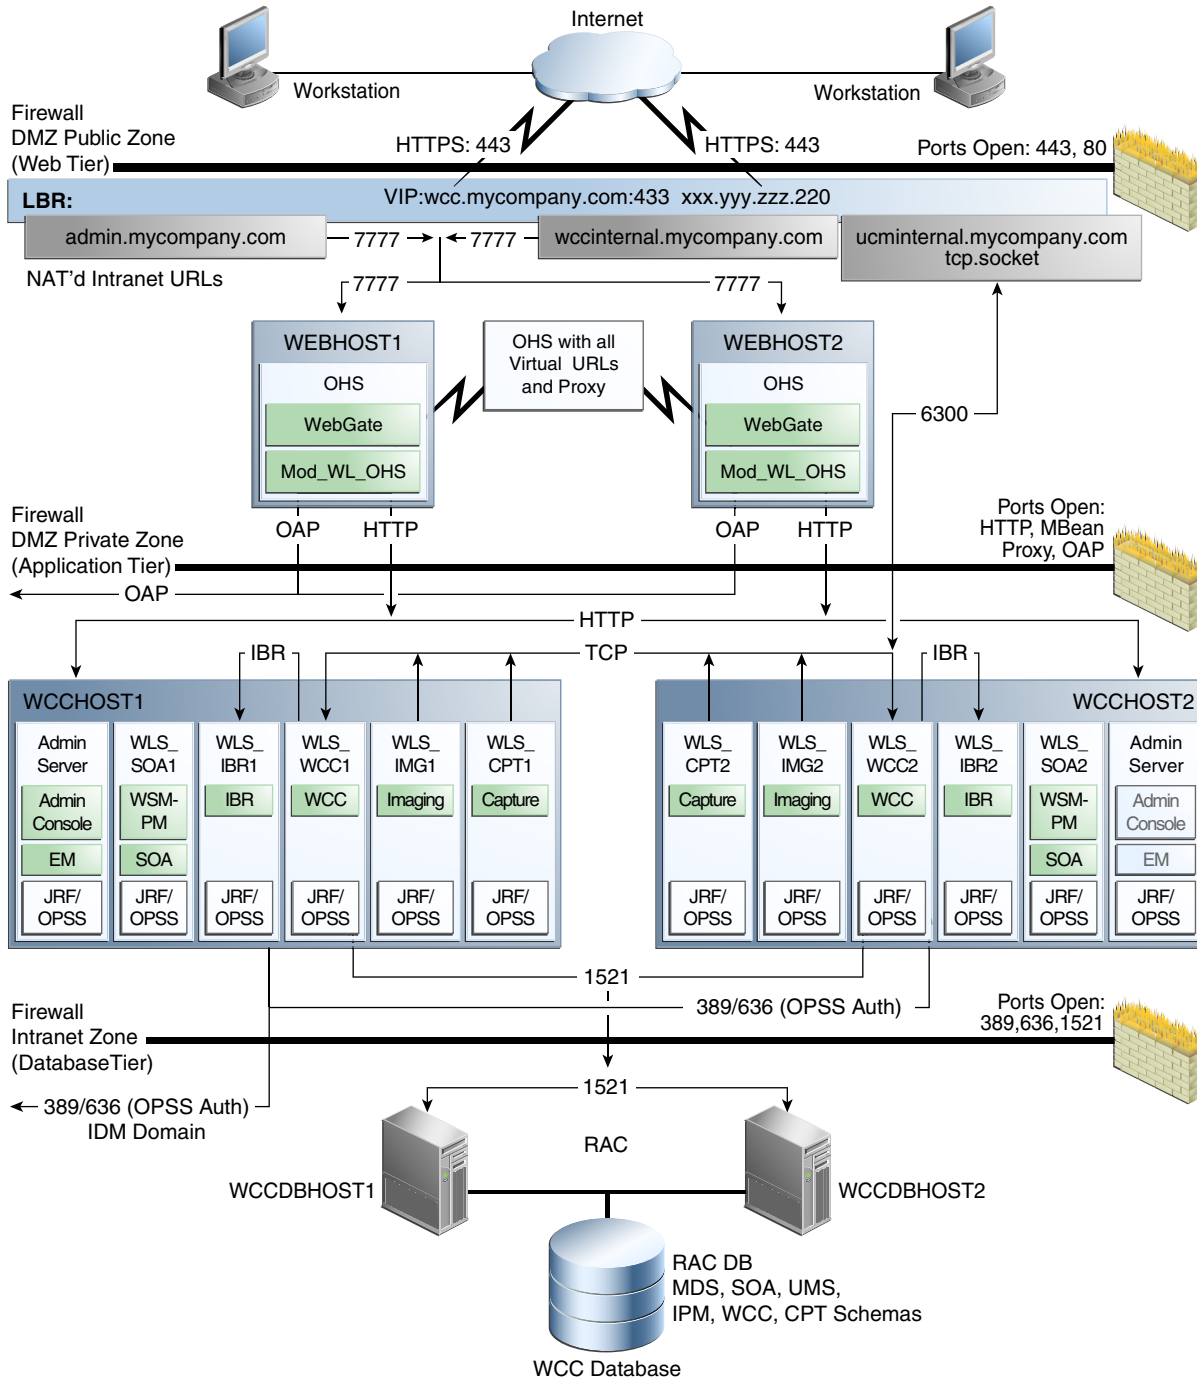 Internet
Workstation
Workstation
Firewall
DMZ Public Zone
(Web Tier)
HTTPS: 443
HTTPS: 443
Ports Open: 443, 80
LBR:
VIP:wcc.mycompany.com:433 xxx.yyy.zzz.220
admin.mycompany.com
7777
7777
wccinternal.mycompany.com
ucminternal.mycompany.com
tcp.socket
NAT'd Intranet URLs
7777
7777
WEBHOST1
OHS
WebGate
Mod_WL_OHS
OHS with all
Virtual URLs
and Proxy
WEBHOST2
OHS
WebGate
Mod_WL_OHS
6300
OAP
HTTP
OAP
HTTP
Firewall
DMZ Private Zone
(Application Tier)
Ports Open:
HTTP, MBean
Proxy, OAP
OAP
HTTP
IBR
TCP
IBR
WCCHOST1
Admin
Server
Admin
Console
EM
JRF/
OPSS
WLS_
SOA1
WSM-
PM
SOA
JRF/
OPSS
WLS_
IBR1
IBR
JRF/
OPSS
WLS_
WCC1
WCC
JRF/
OPSS
WLS_
IMG1
Imaging
JRF/
OPSS
WLS_
CPT1
Capture
JRF/
OPSS
WCCHOST2
WLS_
CPT2
Capture
JRF/
OPSS
WLS_
IMG2
Imaging
JRF/
OPSS
WLS_
WCC2
WCC
JRF/
OPSS
WLS_
IBR2
IBR
JRF/
OPSS
WLS_
SOA2
WSM-
PM
SOA
JRF/
OPSS
Admin
Server
Admin
Console
EM
JRF/
OPSS
1521
389/636 (OPSS Auth)
Firewall
Intranet Zone
(DatabaseTier)
Ports Open:
389,636,1521
389/636 (OPSS Auth)
IDM Domain
1521
RAC
WCCDBHOST1
WCCDBHOST2
RAC DB
MDS, SOA, UMS,
IPM, WCC, CPT Schemas
WCC Database